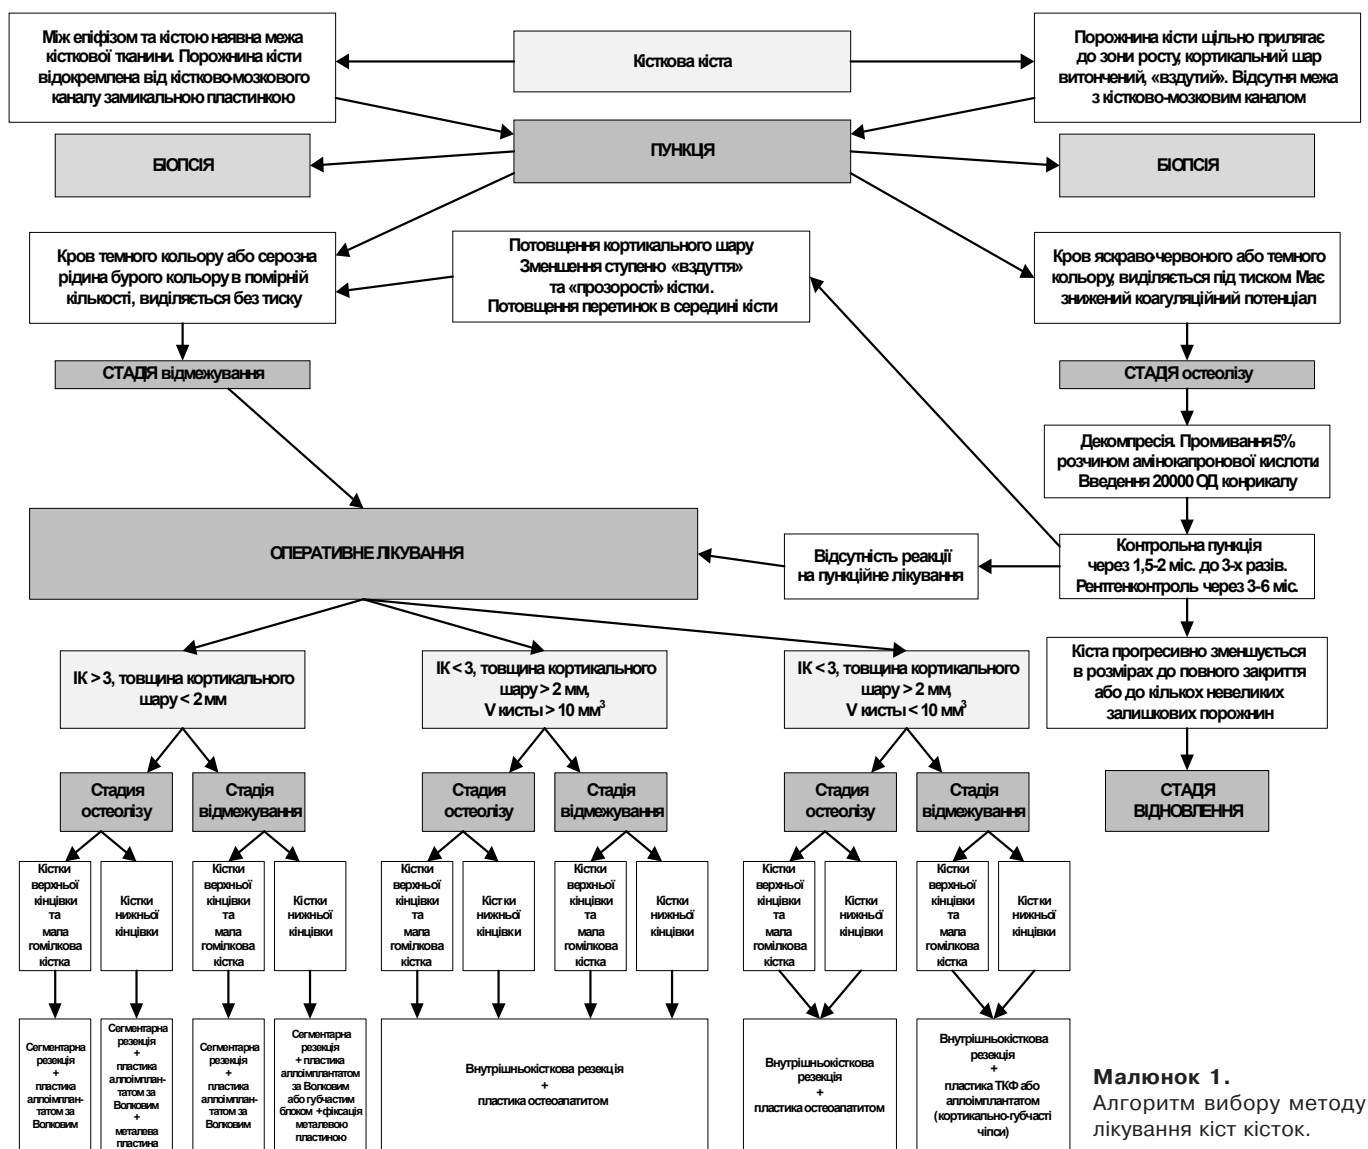 Між епіфізом та кістою наявна межа
кісткової тканини. Порожнина кісти
відокремлена від кістково-мозкового
каналу замикальною пластинкою
Кісткова кіста
Порожнина кісти щільно прилягає
до зони росту, кортикальний шар
витончений, «вздутий». Відсутня межа
з кістково-мозковим каналом
ПУНКЦІЯ
БІОПСІЯ
БІОПСІЯ
Кров темного кольору або серозна
рідина бурого кольору в помірній
кількості, виділяється без тиску
Потовщення кортикального шару.
Зменшення ступеню «вздуття»
та «прозорості» кістки.
Потовщення перетинок в середині кісти
Кров яскраво-червоного або темного
кольору, виділяється під тиском. Має
знижений коагуляційний потенціал
СТАДІЯ відмежування
СТАДІЯ остеолізу
Декомпресія. Промивання 5%
розчином амінокапронової кислоти.
Введення 20000 ОД конрикалу
ОПЕРАТИВНЕ ЛІКУВАННЯ
Відсутність реакції
на пункційне лікування
Контрольна пункція
через 1,5-2 міс. до 3-х разів.
Рентгенконтроль через 3-6 міс.
ІК > 3, товщина кортикального
шару < 2 мм
ІК < 3, товщина кортикального
шару > 2 мм,
V кисты > 10 мм³
ІК < 3, товщина кортикального
шару > 2 мм,
V кисты < 10 мм³
Кіста прогресивно зменшується
в розмірах до повного закриття
або до кількох невеликих
залишкових порожнин
Стадия
остеолізу
Стадія
відмежування
Стадия
остеолізу
Стадія
відмежування
Стадия
остеолізу
Стадія
відмежування
СТАДІЯ
ВІДНОВЛЕННЯ
Кістки
верхньої
кінцівки
та
мала
гомілкова
кістка
Кістки
нижньої
кінцівки
Кістки
верхньої
кінцівки
та
мала
гомілкова
кістка
Кістки
нижньої
кінцівки
Кістки
верхньої
кінцівки
та
мала
гомілкова
кістка
Кістки
нижньої
кінцівки
Кістки
верхньої
кінцівки
та
мала
гомілкова
кістка
Кістки
нижньої
кінцівки
Кістки
верхньої
кінцівки
та
мала
гомілкова
кістка
Кістки
нижньої
кінцівки
Кістки
верхньої
кінцівки
та
мала
гомілкова
кістка
Кістки
нижньої
кінцівки
Сегментарна
резекція
+
пластика
аллоімплан-
татом за
Волковим
Сегментарна
резекція
+
пластика
аллоімплан-
татом за
Волковим
+
металева
пластина
Сегментарна
резекція
+
пластика
аллоімплан-
татом за
Волковим
Сегментарна
резекція
+ пластика
аллоімплантатом
за Волковим
або губчастим
блоком +фіксація
металевою
пластиною
Внутрішньокісткова резекція
+
пластика остеоапатитом
Внутрішньокісткова
резекція
+
пластика остеоапатитом
Внутрішньокісткова
резекція
+
пластика ТКФ або
аллоімплантатом
(кортикально-губчасті
чіпси)
Малюнок 1.
Алгоритм вибору методу
лікування кіст кісток.